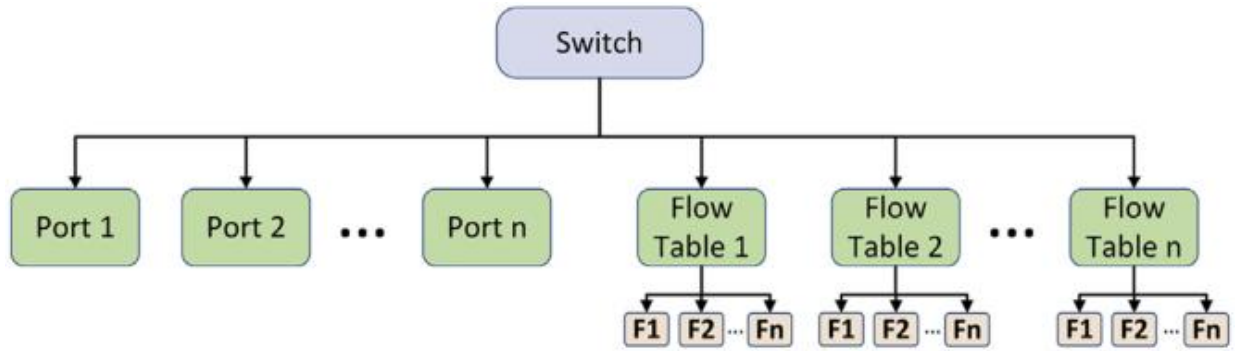 Switch
Port 1 Port 2 ... Port n Flow Table 1 Flow Table 2 ... Flow Table n
F1 F2 ... Fn F1 F2 ... Fn F1 F2 ... Fn